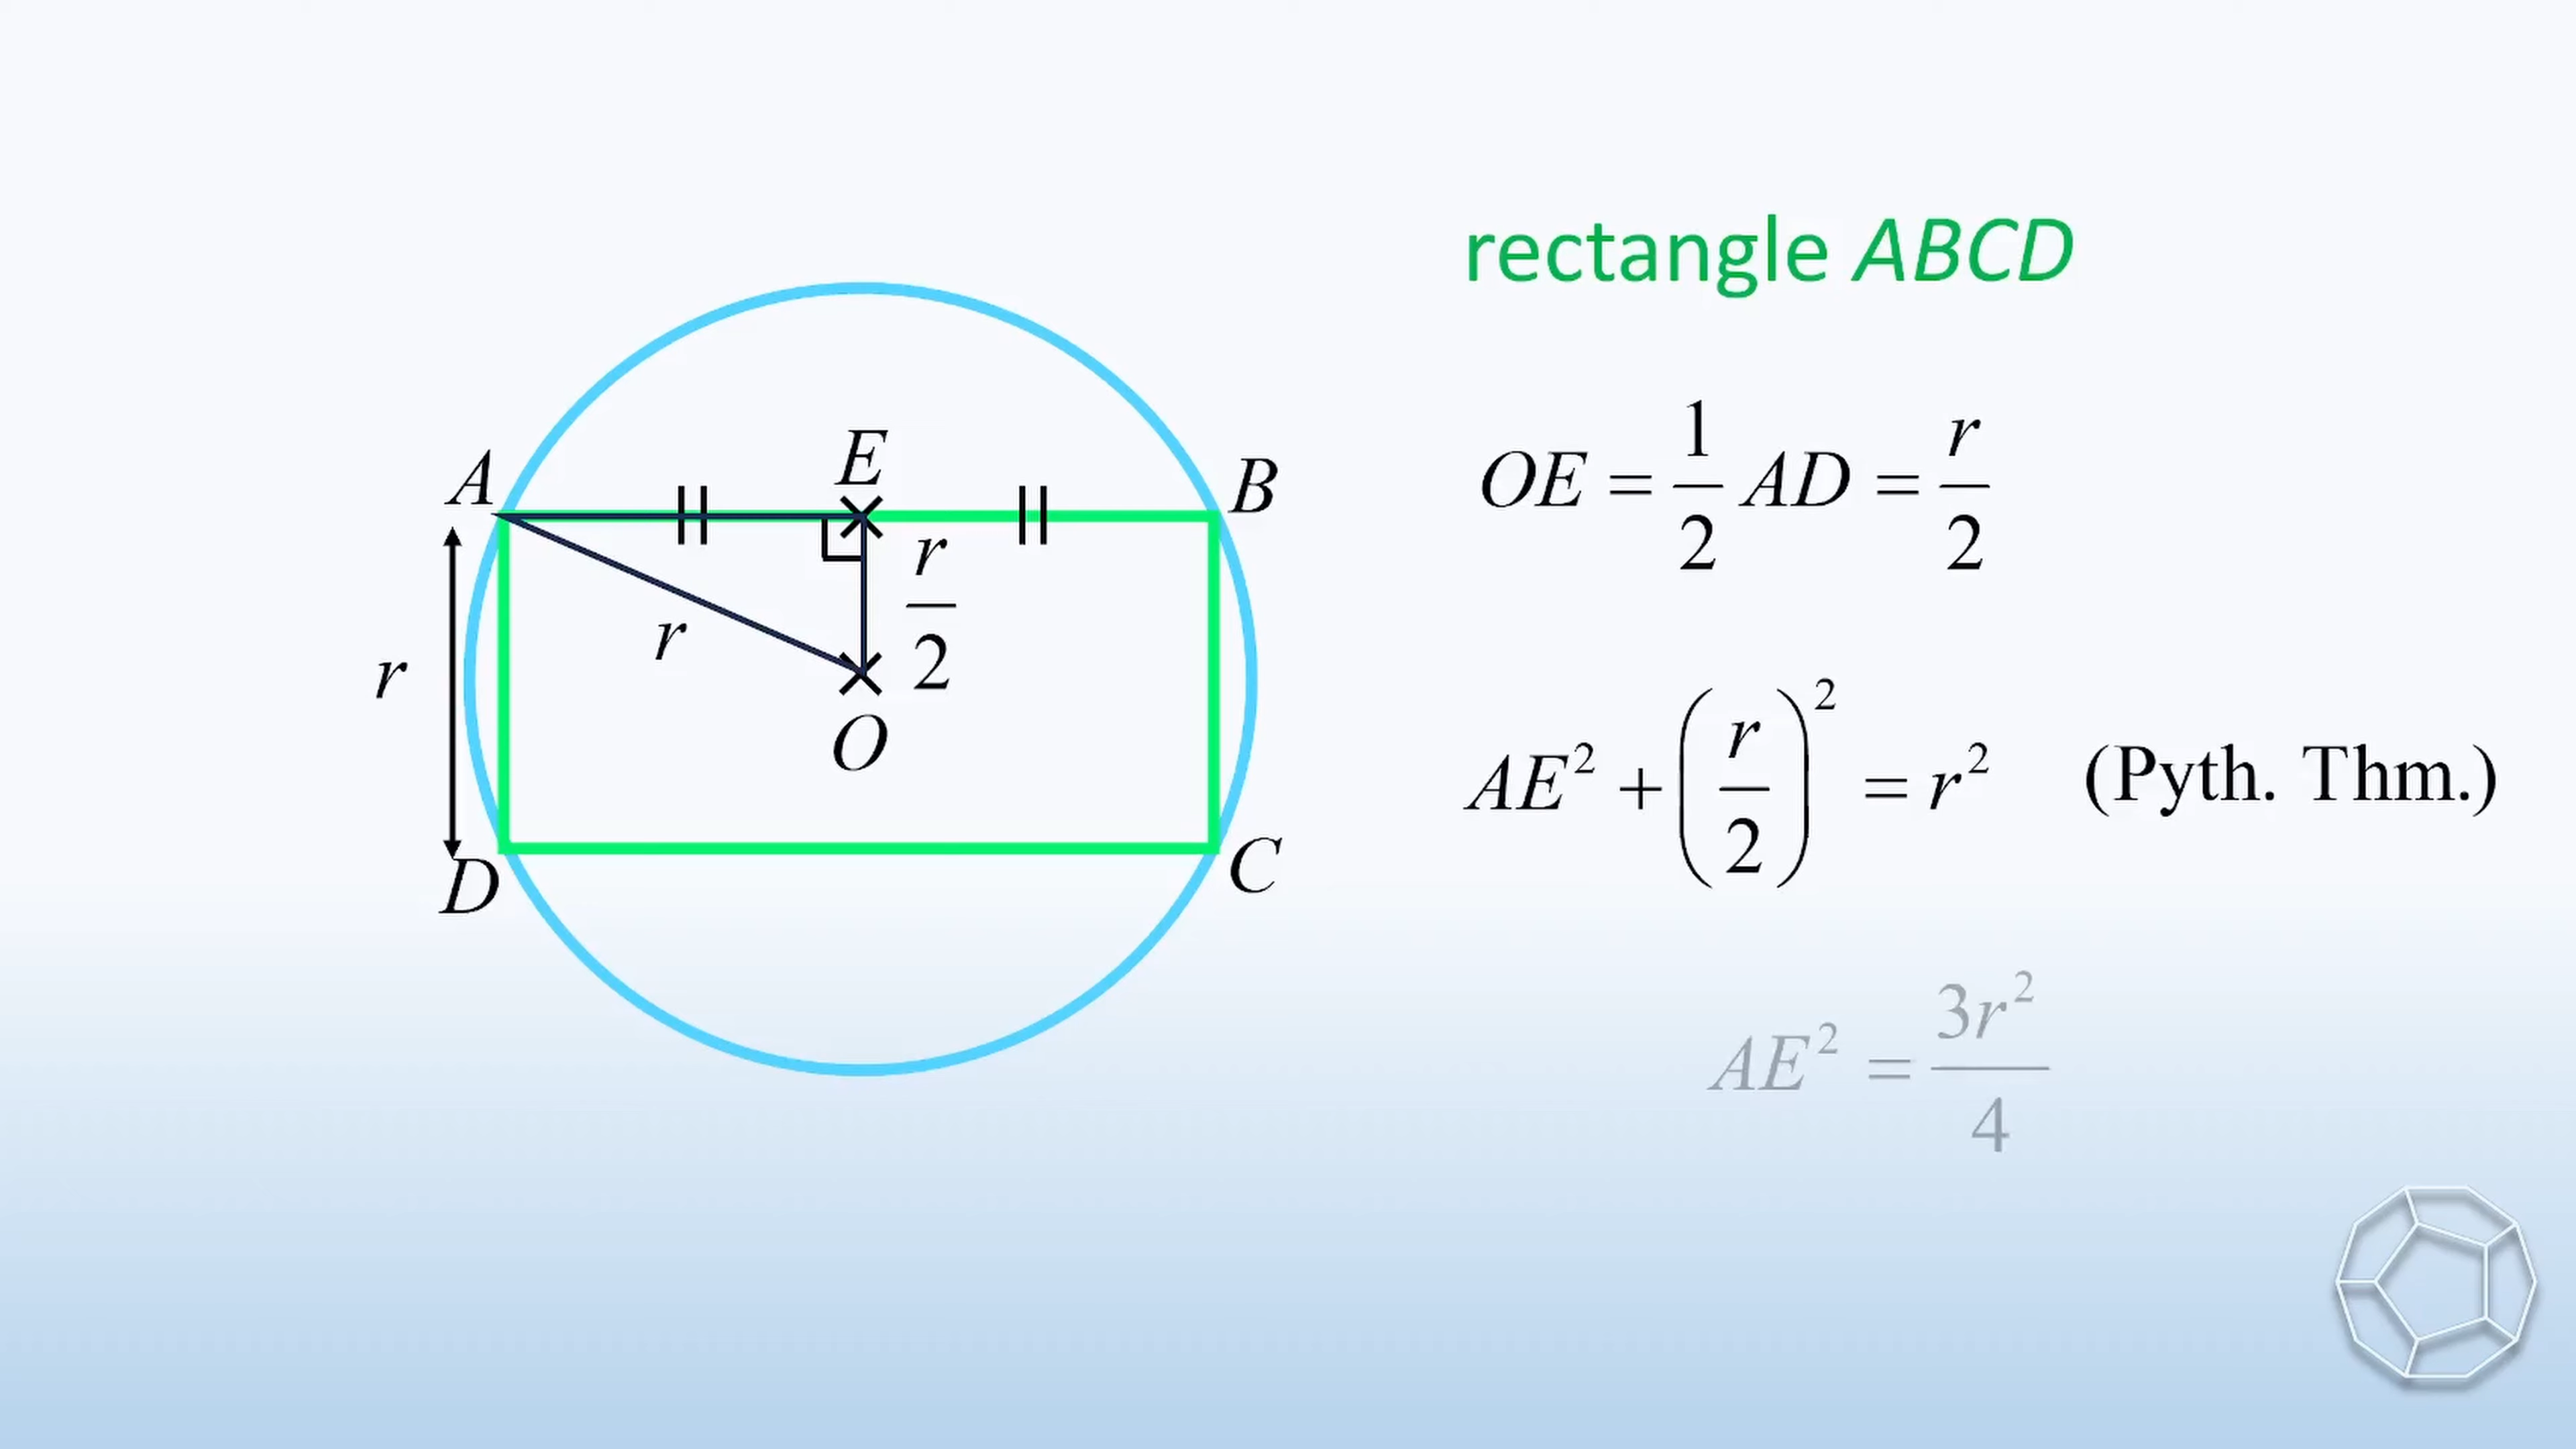 rectangle ABCD
OE = 1/2 AD = r/2
AE² + (r/2)² = r² (Pyth. Thm.)
AE² = 3r²/4
A
E
B
r/2
r
r
O
D
C